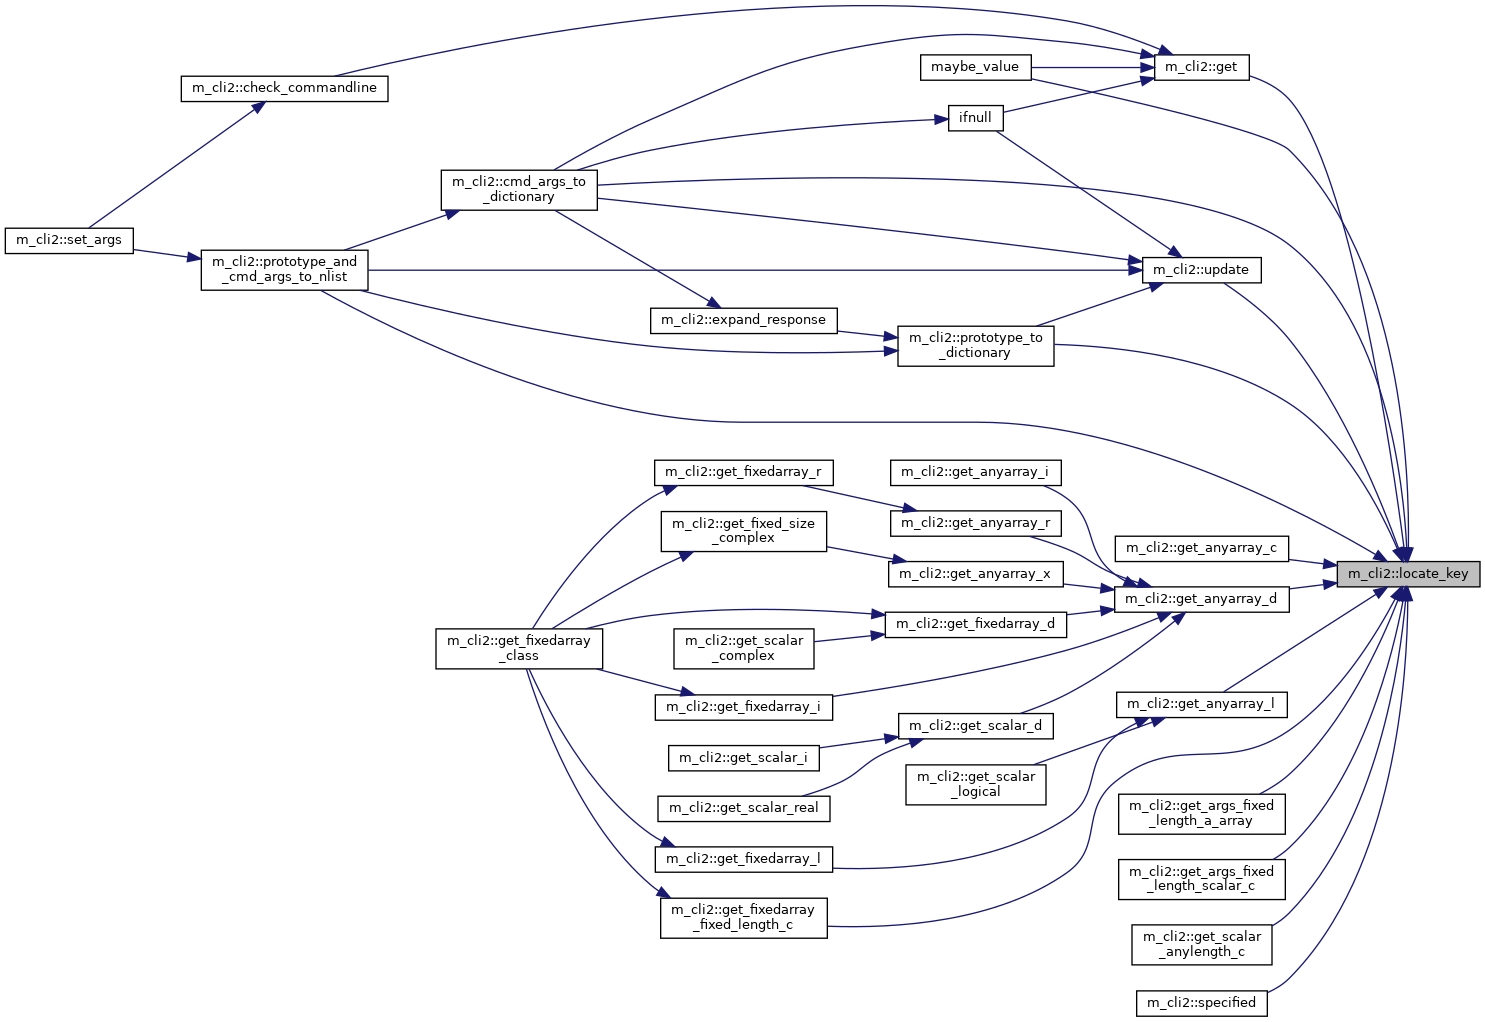 maybe_value
m_cli2::get
m_cli2::check_commandline
ifnull
m_cli2::cmd_args_to
_dictionary
m_cli2::set_args
m_cli2::prototype_and
_cmd_args_to_nlist
m_cli2::update
m_cli2::expand_response
m_cli2::prototype_to
_dictionary
m_cli2::get_fixedarray_r
m_cli2::get_anyarray_i
m_cli2::get_fixed_size
_complex
m_cli2::get_anyarray_r
m_cli2::get_anyarray_c
m_cli2::get_anyarray_x
m_cli2::locate_key
m_cli2::get_anyarray_d
m_cli2::get_fixedarray_d
m_cli2::get_fixedarray
_class
m_cli2::get_scalar
_complex
m_cli2::get_fixedarray_i
m_cli2::get_anyarray_l
m_cli2::get_scalar_d
m_cli2::get_scalar_i
m_cli2::get_scalar
_logical
m_cli2::get_scalar_real
m_cli2::get_args_fixed
_length_a_array
m_cli2::get_fixedarray_l
m_cli2::get_args_fixed
_length_scalar_c
m_cli2::get_fixedarray
_fixed_length_c
m_cli2::get_scalar
_anylength_c
m_cli2::specified